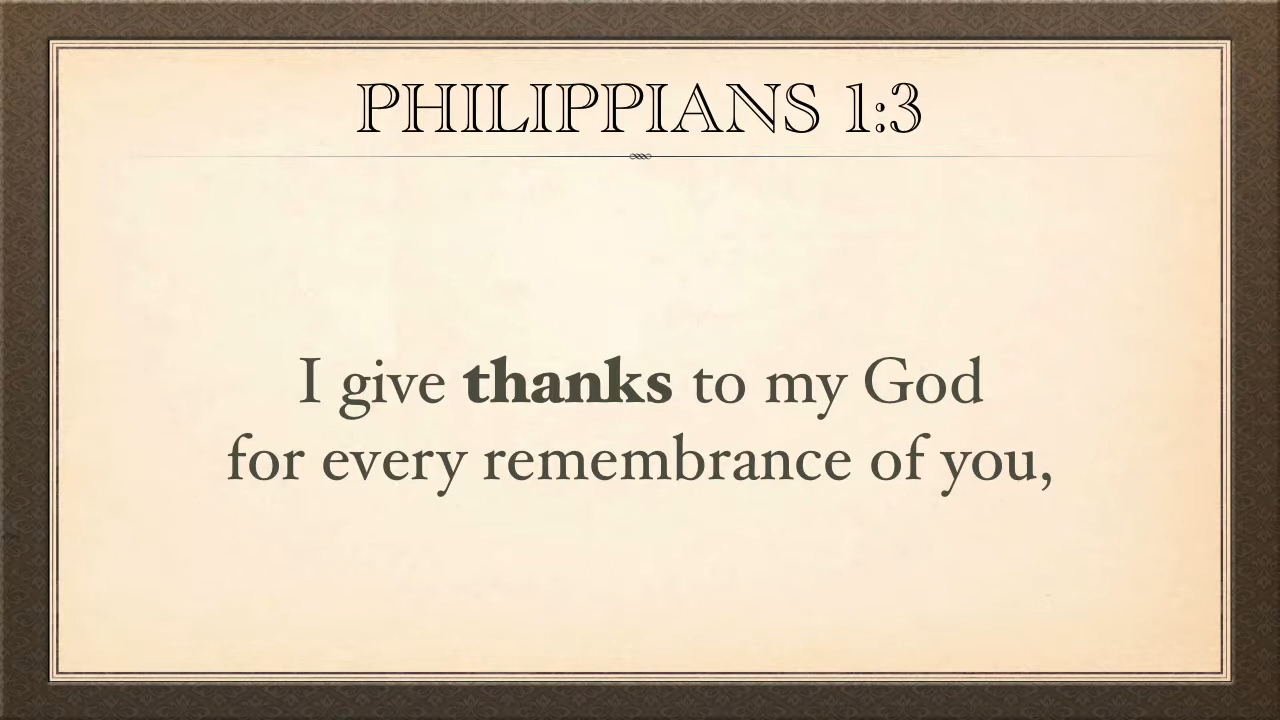 PHILIPPIANS 1:3
I give thanks to my God
for every remembrance of you,